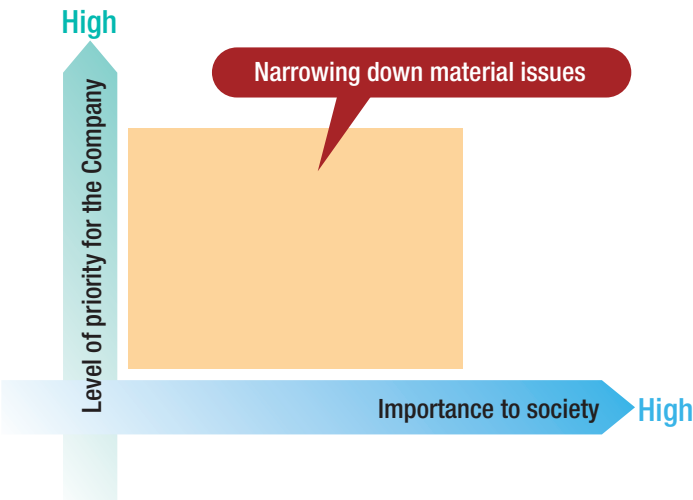 High
Narrowing down material issues
Level of priority for the Company
Importance to society
High